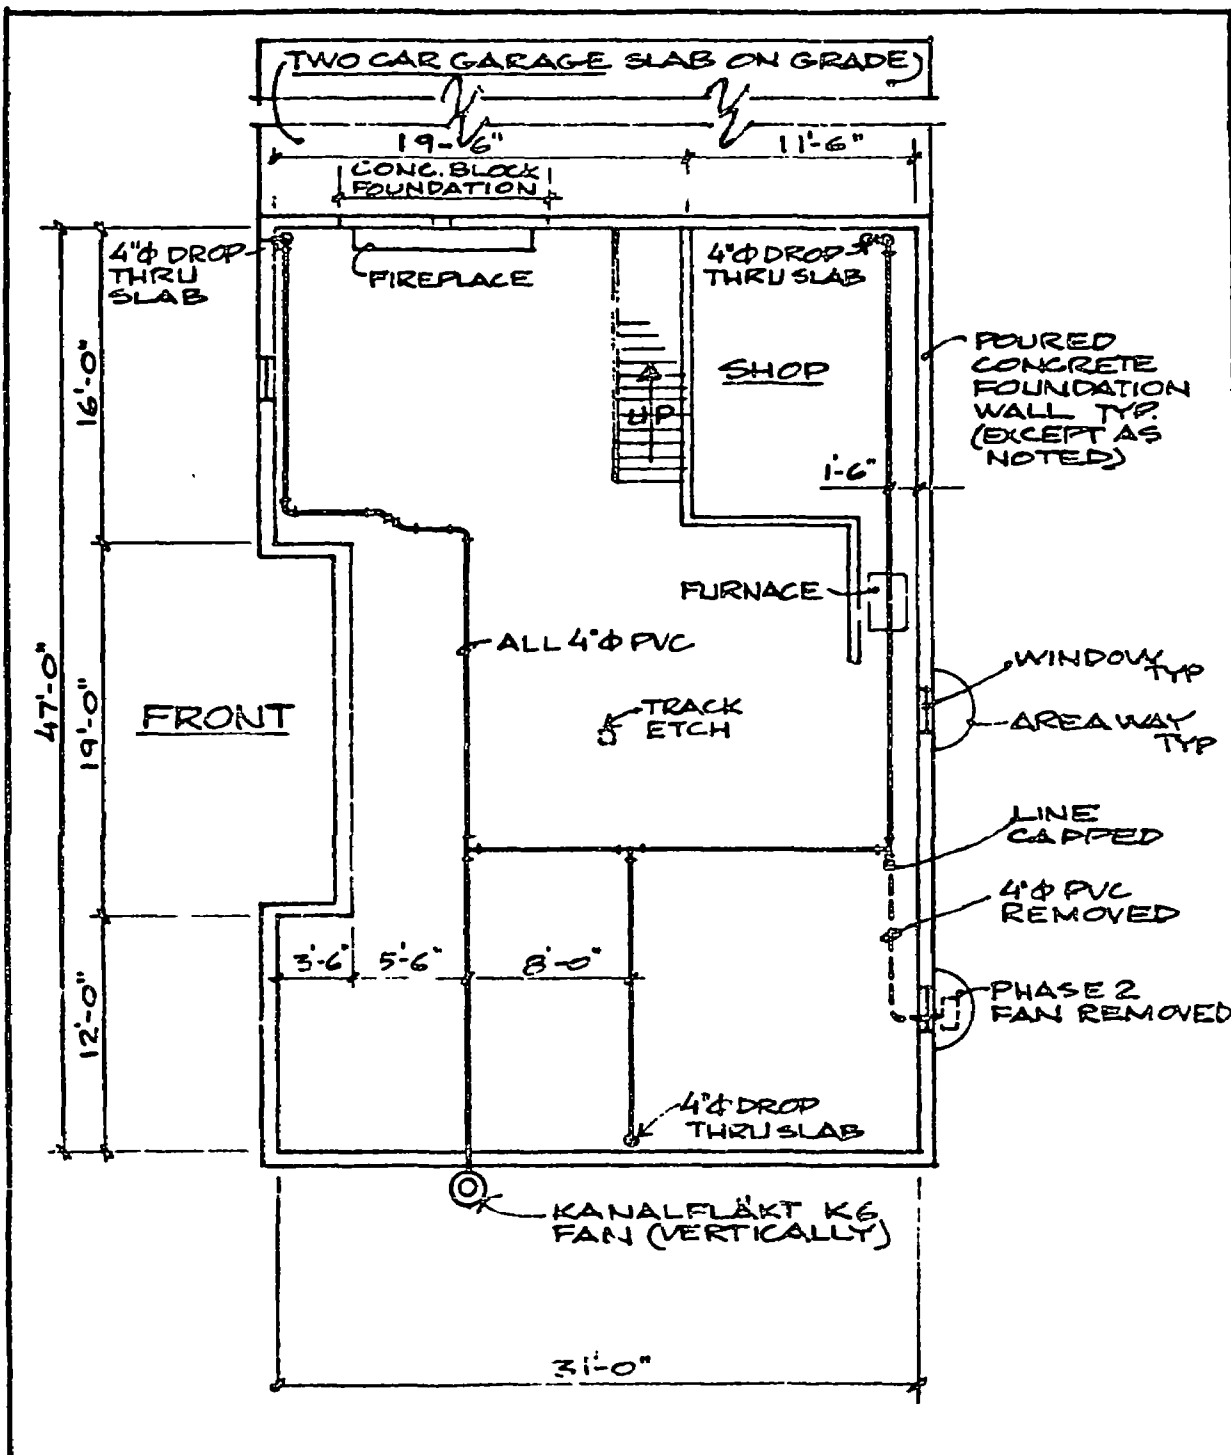 TWO CAR GARAGE SLAB ON GRADE
19'-6"
11'-6"
CONC. BLOCK
FOUNDATION
4"Φ DROP
THRU
SLAB
FIREPLACE
4"Φ DROP
THRU SLAB
SHOP
POURED
CONCRETE
FOUNDATION
WALL TYP.
(EXCEPT AS
NOTED)
16'-0"
UP
1'-6"
FURNACE
ALL 4"Φ PVC
WINDOW
TYP
47'-0"
19'-0"
FRONT
TRACK
ETCH
AREAWAY
TYP
LINE
CAPPED
4"Φ PVC
REMOVED
3'-6"
5'-6"
8'-0"
12'-0"
PHASE 2
FAN REMOVED
4"Φ DROP
THRU SLAB
KANALFLÄKT K6
FAN (VERTICALLY)
31'-0"